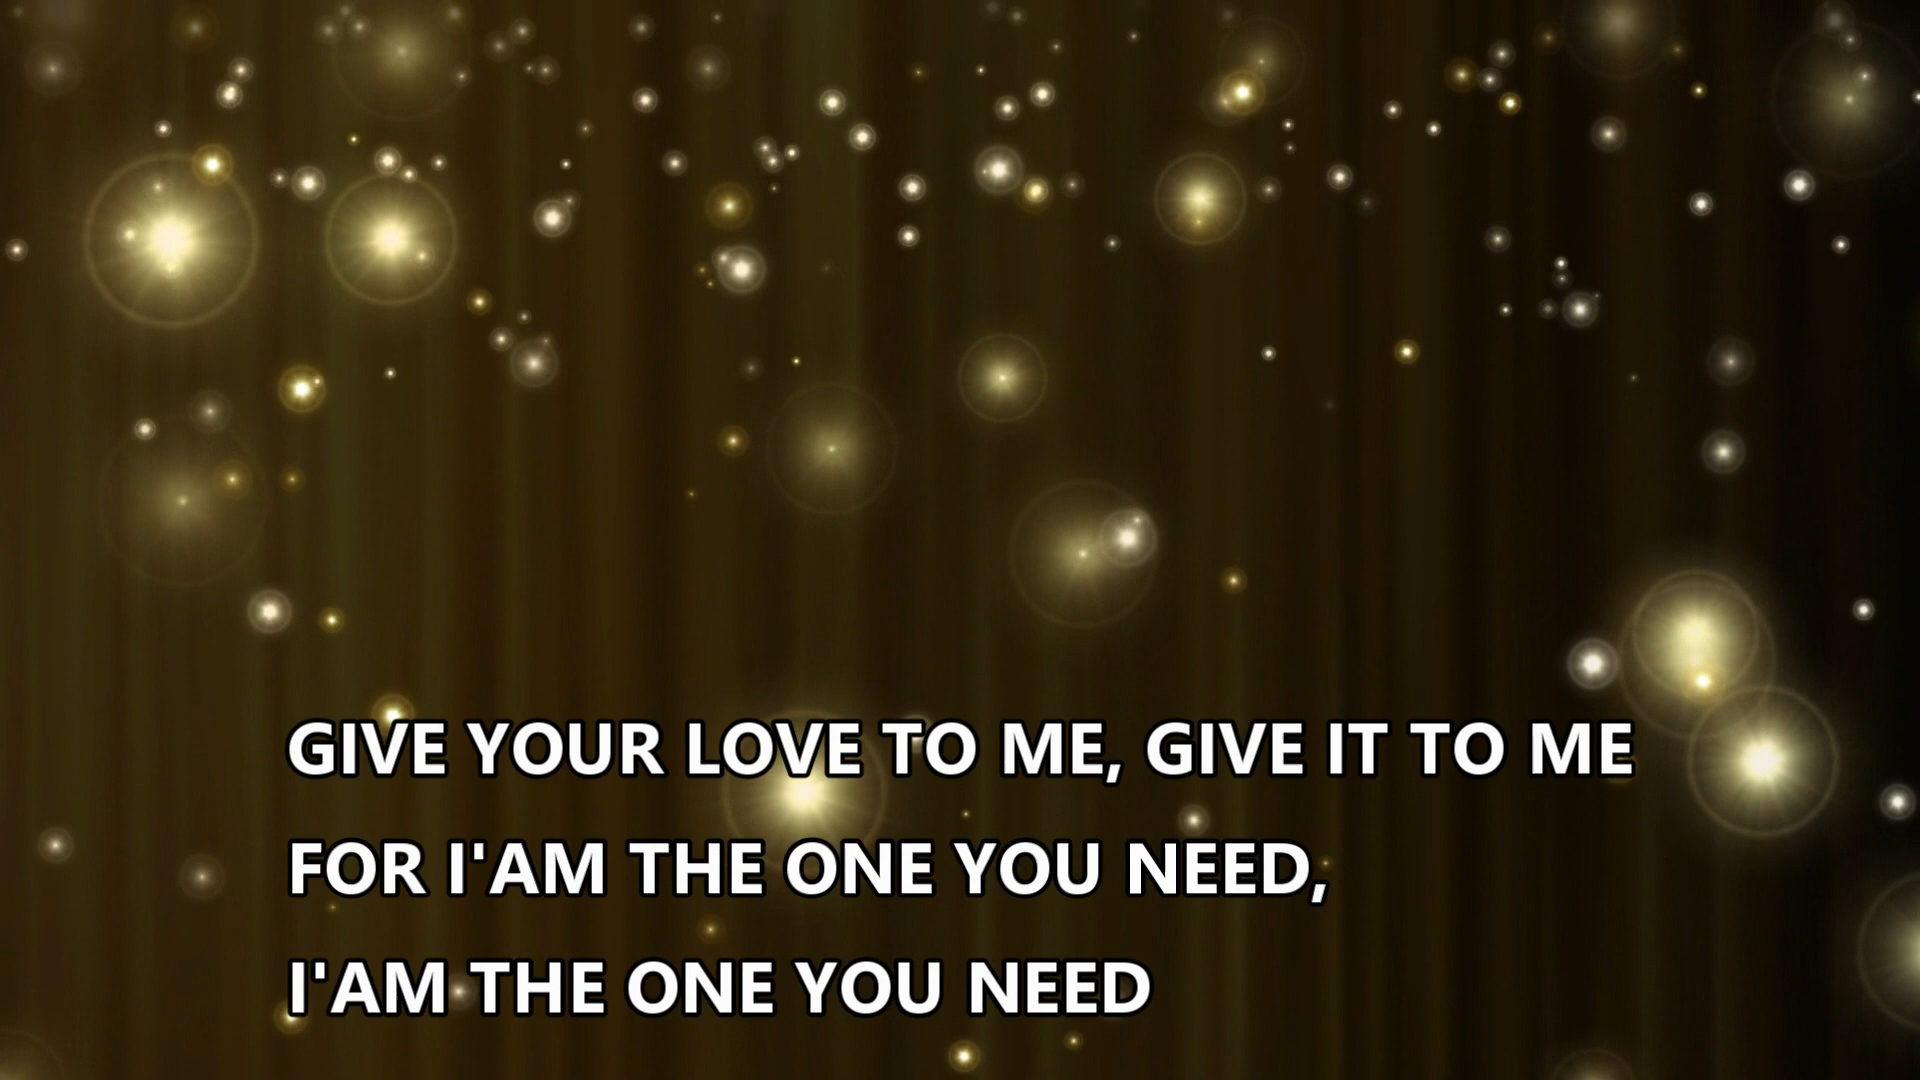 GIVE YOUR LOVE TO ME, GIVE IT TO ME
FOR I'AM THE ONE YOU NEED,
I'AM THE ONE YOU NEED